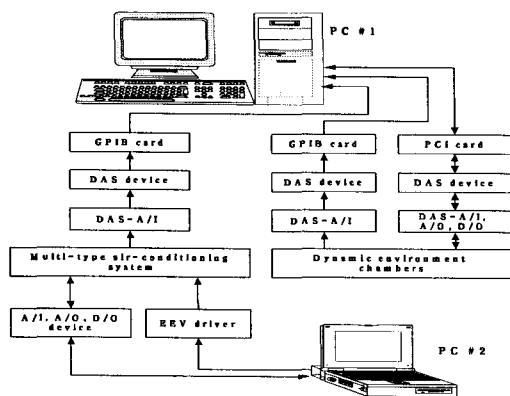 PC #1
GPIB card
GPIB card
PCI card
DAS device
DAS device
DAS device
DAS-A/I
DAS-A/I
DAS-A/I,
A/O, D/O
Multi-type air-conditioning
system
Dynamic environment
chambers
A/I, A/O, D/O
device
EEV driver
PC #2